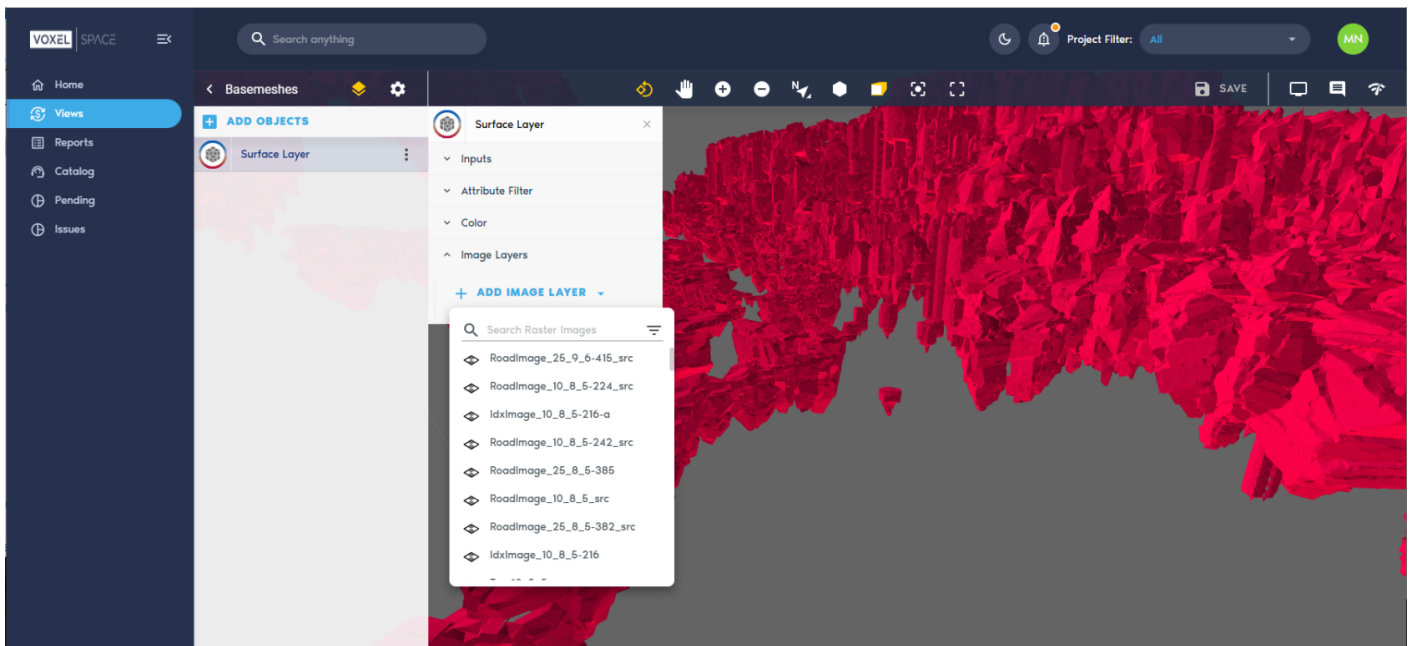 VOXEL SPACE
Search anything
Project Filter: All
MN
Home
Views
Reports
Catalog
Pending
Issues
Basemeshes
N
SAVE
ADD OBJECTS
Surface Layer
Surface Layer
Inputs
Attribute Filter
Color
Image Layers
ADD IMAGE LAYER
Search Raster Images
RoadImage_25_9_6-415_src
RoadImage_10_8_5-224_src
IdxImage_10_8_5-216-a
RoadImage_10_8_5-242_src
RoadImage_25_8_5-385
RoadImage_10_8_5_src
RoadImage_25_8_5-382_src
IdxImage_10_8_5-216